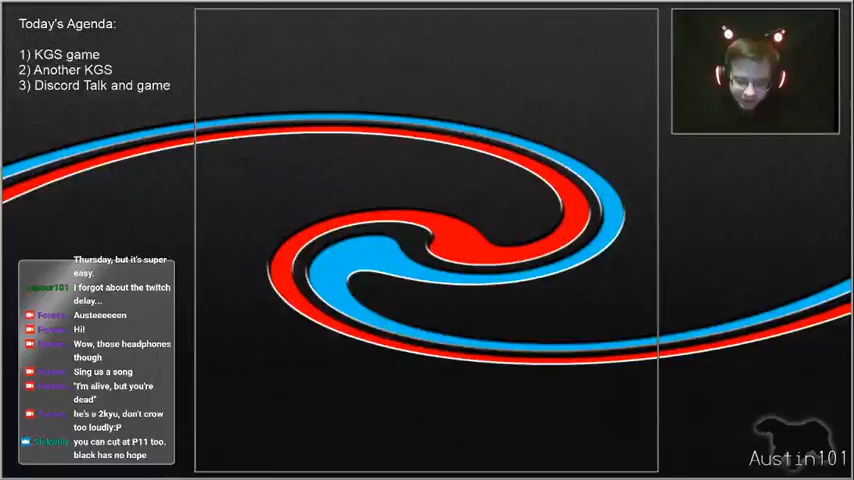 Today's Agenda:
1) KGS game
2) Another KGS
3) Discord Talk and game
Thursday, but it's super
easy.
I forgot about the twitch
delay...
Austeeeeeen
Hi!
Wow, those headphones
though
Sing us a song
"I'm alive, but you're
dead"
he's a 2kyu, don't crow
too loudly:P
you can cut at P11 too.
black has no hope
Austin101